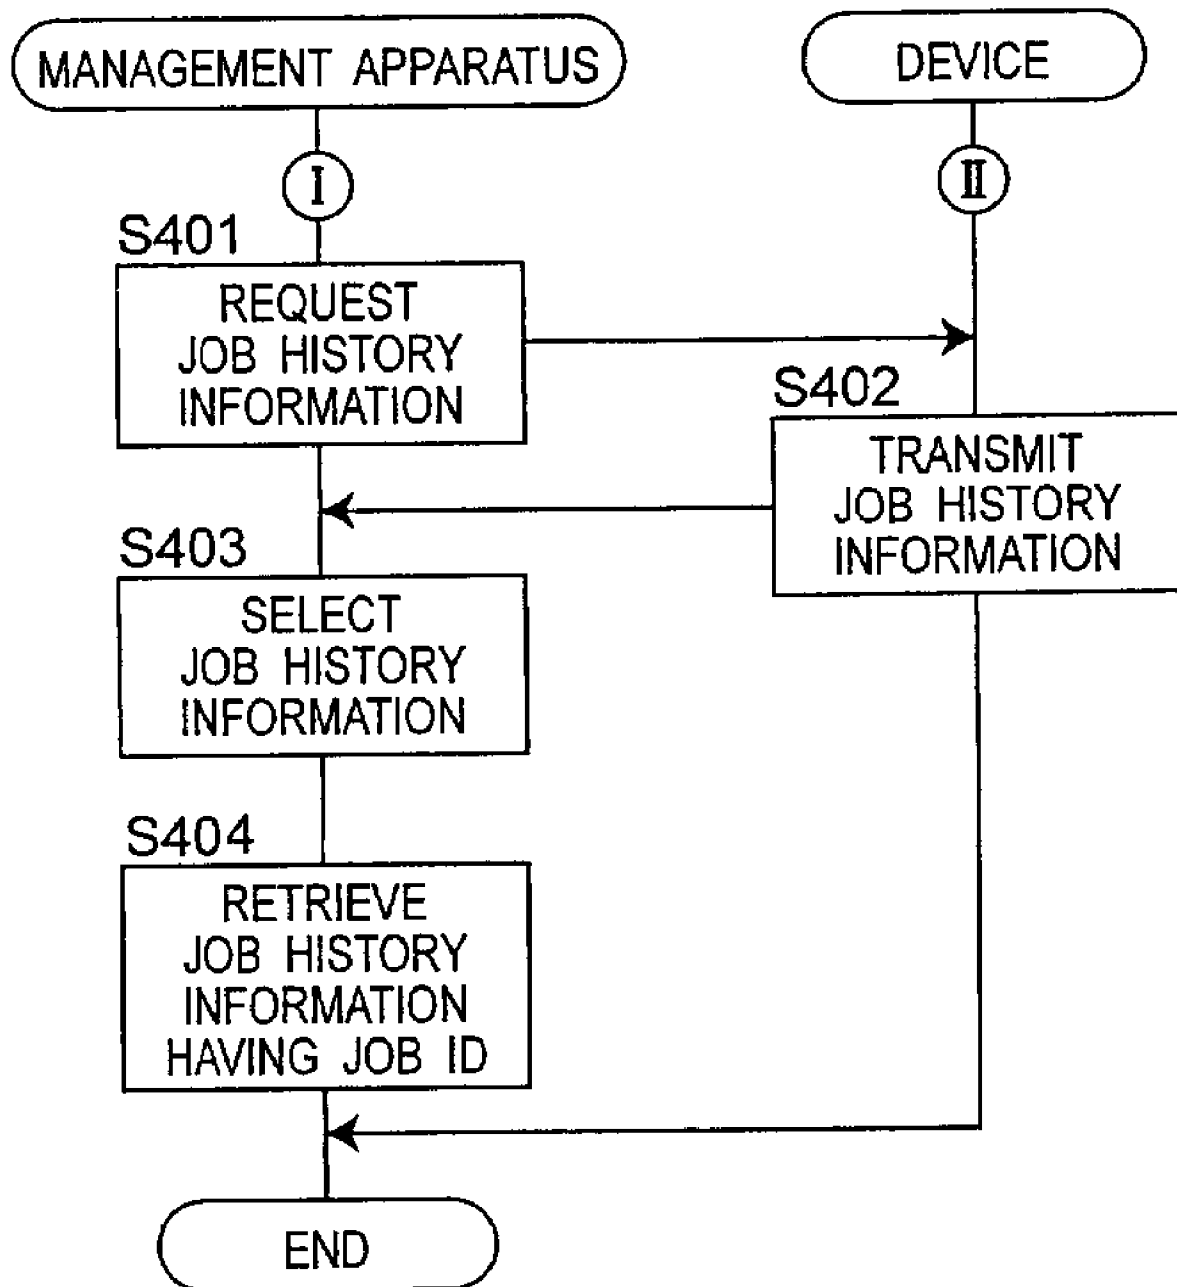 MANAGEMENT APPARATUS
DEVICE
I
II
S401
REQUEST
JOB HISTORY
INFORMATION
S402
TRANSMIT
JOB HISTORY
INFORMATION
S403
SELECT
JOB HISTORY
INFORMATION
S404
RETRIEVE
JOB HISTORY
INFORMATION
HAVING JOB ID
END